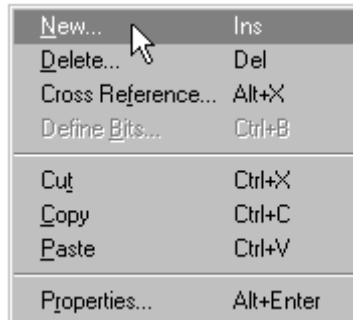 New... Ins
Delete... Del
Cross Reference... Alt+X
Define Bits... Ctrl+B
Cut Ctrl+X
Copy Ctrl+C
Paste Ctrl+V
Properties... Alt+Enter